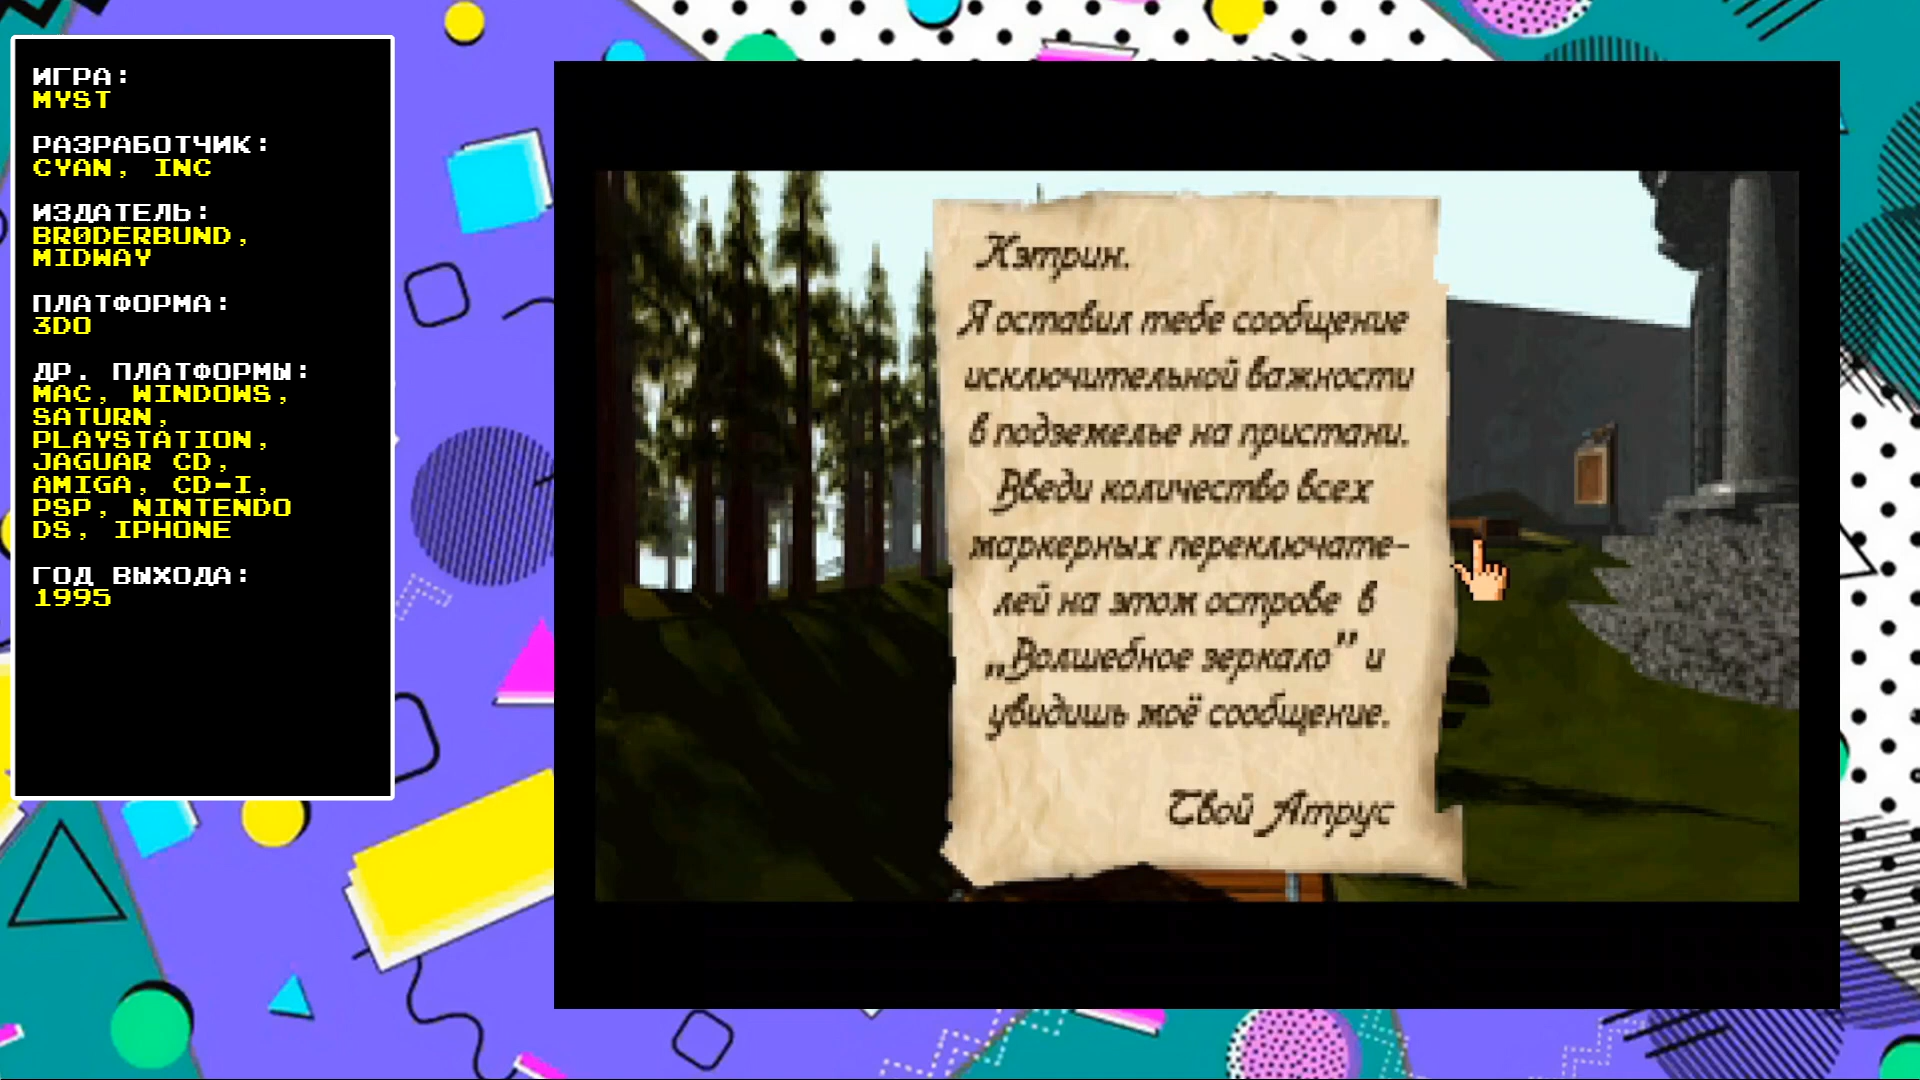 ИГРА:
MYST
РАЗРАБОТЧИК:
CYAN, INC
ИЗДАТЕЛЬ:
BRØDERBUND,
MIDWAY
ПЛАТФОРМА:
3DO
ДР. ПЛАТФОРМЫ:
MAC, WINDOWS,
SATURN,
PLAYSTATION,
JAGUAR CD,
AMIGA, CD-I,
PSP, NINTENDO
DS, IPHONE
ГОД ВЫХОДА:
1995
Кэтрин.
Я оставил тебе сообщение
исключительной важности
в подземелье на пристани.
Введи количество всех
маркерных переключате-
лей на этом острове в
„Волшебное зеркало” и
увидишь моё сообщение.
Твой Атрус